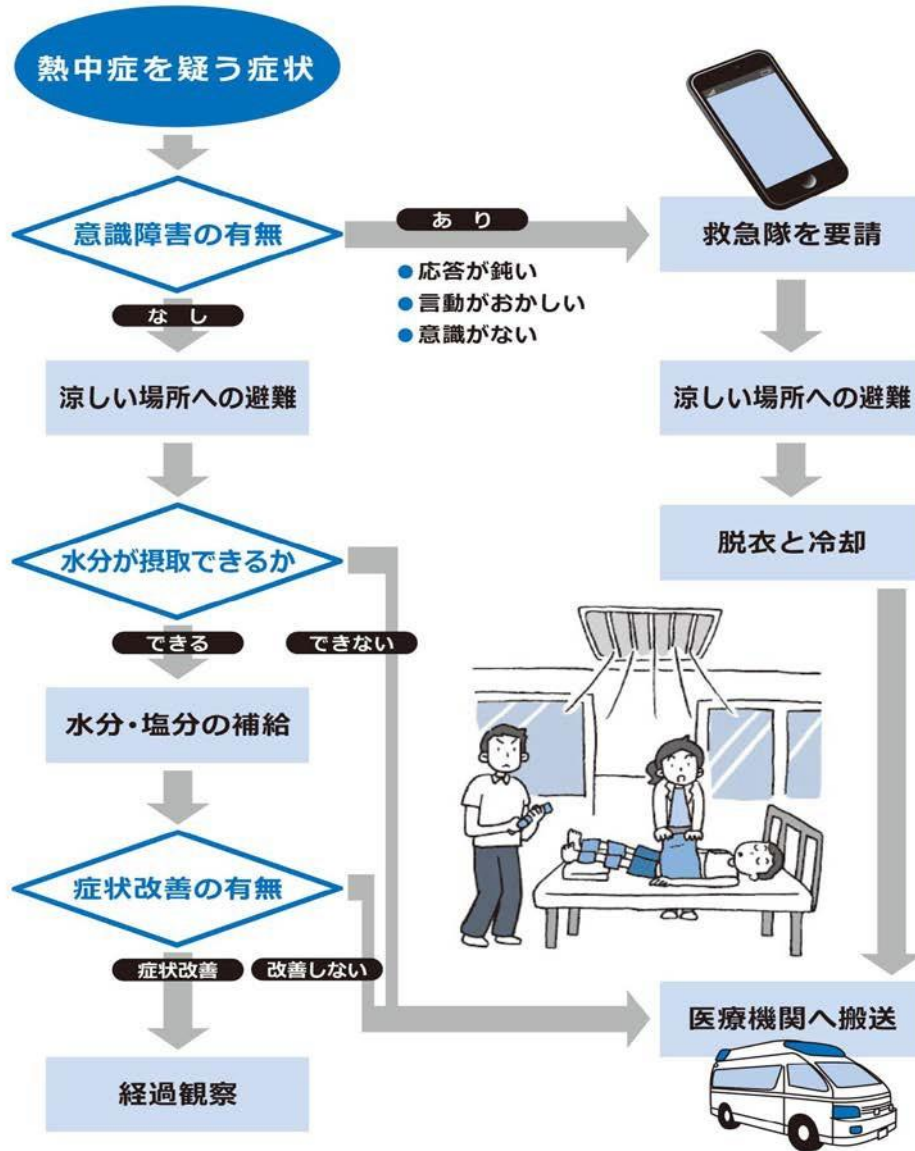 熱中症を疑う症状
意識障害の有無
あり
救急隊を要請
応答が鈍い
言動がおかしい
意識がない
なし
涼しい場所への避難
涼しい場所への避難
水分が摂取できるか
脱衣と冷却
できる
できない
水分・塩分の補給
症状改善の有無
症状改善
改善しない
医療機関へ搬送
経過観察